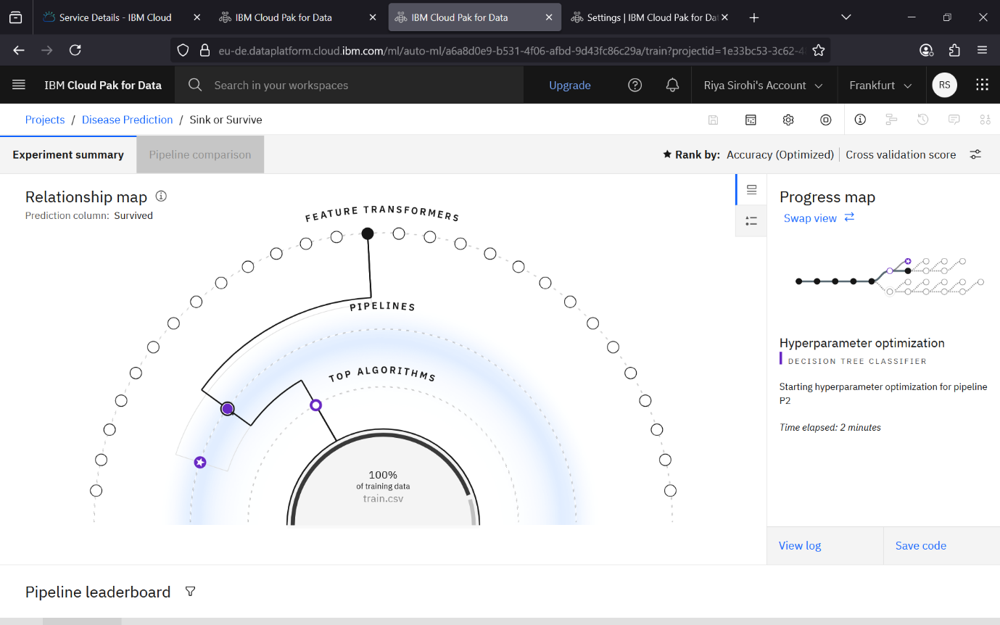 Service Details - IBM Cloud
IBM Cloud Pak for Data
IBM Cloud Pak for Data
Settings | IBM Cloud Pak for Dat
eu-de.dataplatform.cloud.ibm.com/ml/auto-ml/a6a8d0e9-b531-4f06-afbd-9d43fc86c29a/train?projectid=1e33bc53-3c62-4
IBM Cloud Pak for Data
Search in your workspaces
Upgrade
Riya Sirohi's Account
Frankfurt
RS
Projects / Disease Prediction / Sink or Survive
Experiment summary
Pipeline comparison
Rank by: Accuracy (Optimized) | Cross validation score
Relationship map
Prediction column: Survived
FEATURE TRANSFORMERS
PIPELINES
TOP ALGORITHMS
100%
of training data
train.csv
Progress map
Swap view
Hyperparameter optimization
DECISION TREE CLASSIFIER
Starting hyperparameter optimization for pipeline
P2
Time elapsed: 2 minutes
View log
Save code
Pipeline leaderboard